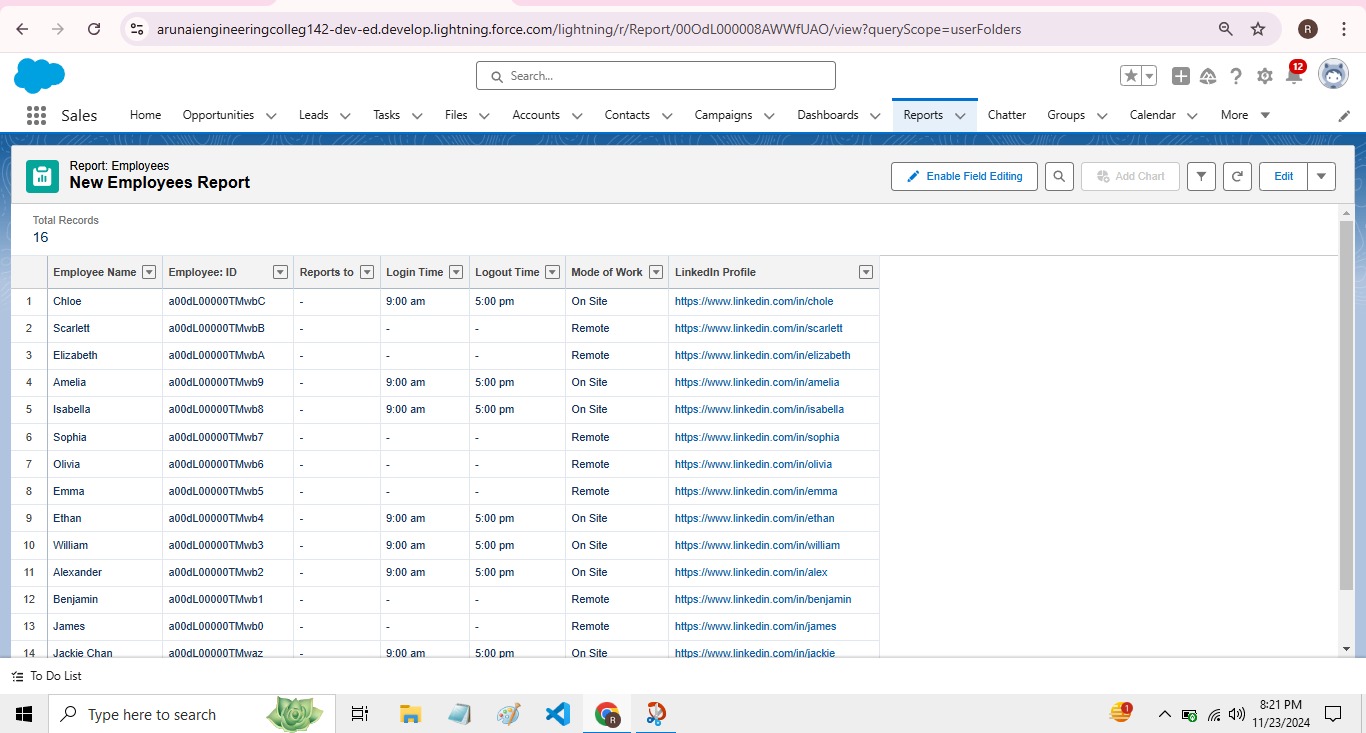 arunaiengineeringcolleg142-dev-ed.develop.lightning.force.com/lightning/r/Report/00OdL000008AWWfUAO/view?queryScope=userFolders
R
Search...
12
Sales Home Opportunities Leads Tasks Files Accounts Contacts Campaigns Dashboards Reports Chatter Groups Calendar More
Report: Employees
New Employees Report
Enable Field Editing Add Chart Edit
Total Records
16
Employee Name Employee: ID Reports to Login Time Logout Time Mode of Work LinkedIn Profile
1 Chloe a00dL00000TMwbC - 9:00 am 5:00 pm On Site https://www.linkedin.com/in/chole
2 Scarlett a00dL00000TMwbB - - - Remote https://www.linkedin.com/in/scarlett
3 Elizabeth a00dL00000TMwbA - - - Remote https://www.linkedin.com/in/elizabeth
4 Amelia a00dL00000TMwb9 - 9:00 am 5:00 pm On Site https://www.linkedin.com/in/amelia
5 Isabella a00dL00000TMwb8 - 9:00 am 5:00 pm On Site https://www.linkedin.com/in/isabella
6 Sophia a00dL00000TMwb7 - - - Remote https://www.linkedin.com/in/sophia
7 Olivia a00dL00000TMwb6 - - - Remote https://www.linkedin.com/in/olivia
8 Emma a00dL00000TMwb5 - - - Remote https://www.linkedin.com/in/emma
9 Ethan a00dL00000TMwb4 - 9:00 am 5:00 pm On Site https://www.linkedin.com/in/ethan
10 William a00dL00000TMwb3 - 9:00 am 5:00 pm On Site https://www.linkedin.com/in/william
11 Alexander a00dL00000TMwb2 - 9:00 am 5:00 pm On Site https://www.linkedin.com/in/alex
12 Benjamin a00dL00000TMwb1 - - - Remote https://www.linkedin.com/in/benjamin
13 James a00dL00000TMwb0 - - - Remote https://www.linkedin.com/in/james
14 Jackie Chan a00dL00000TMwaz - 9:00 am 5:00 pm On Site https://www.linkedin.com/in/jackie
To Do List
Type here to search
R
1
8:21 PM
11/23/2024